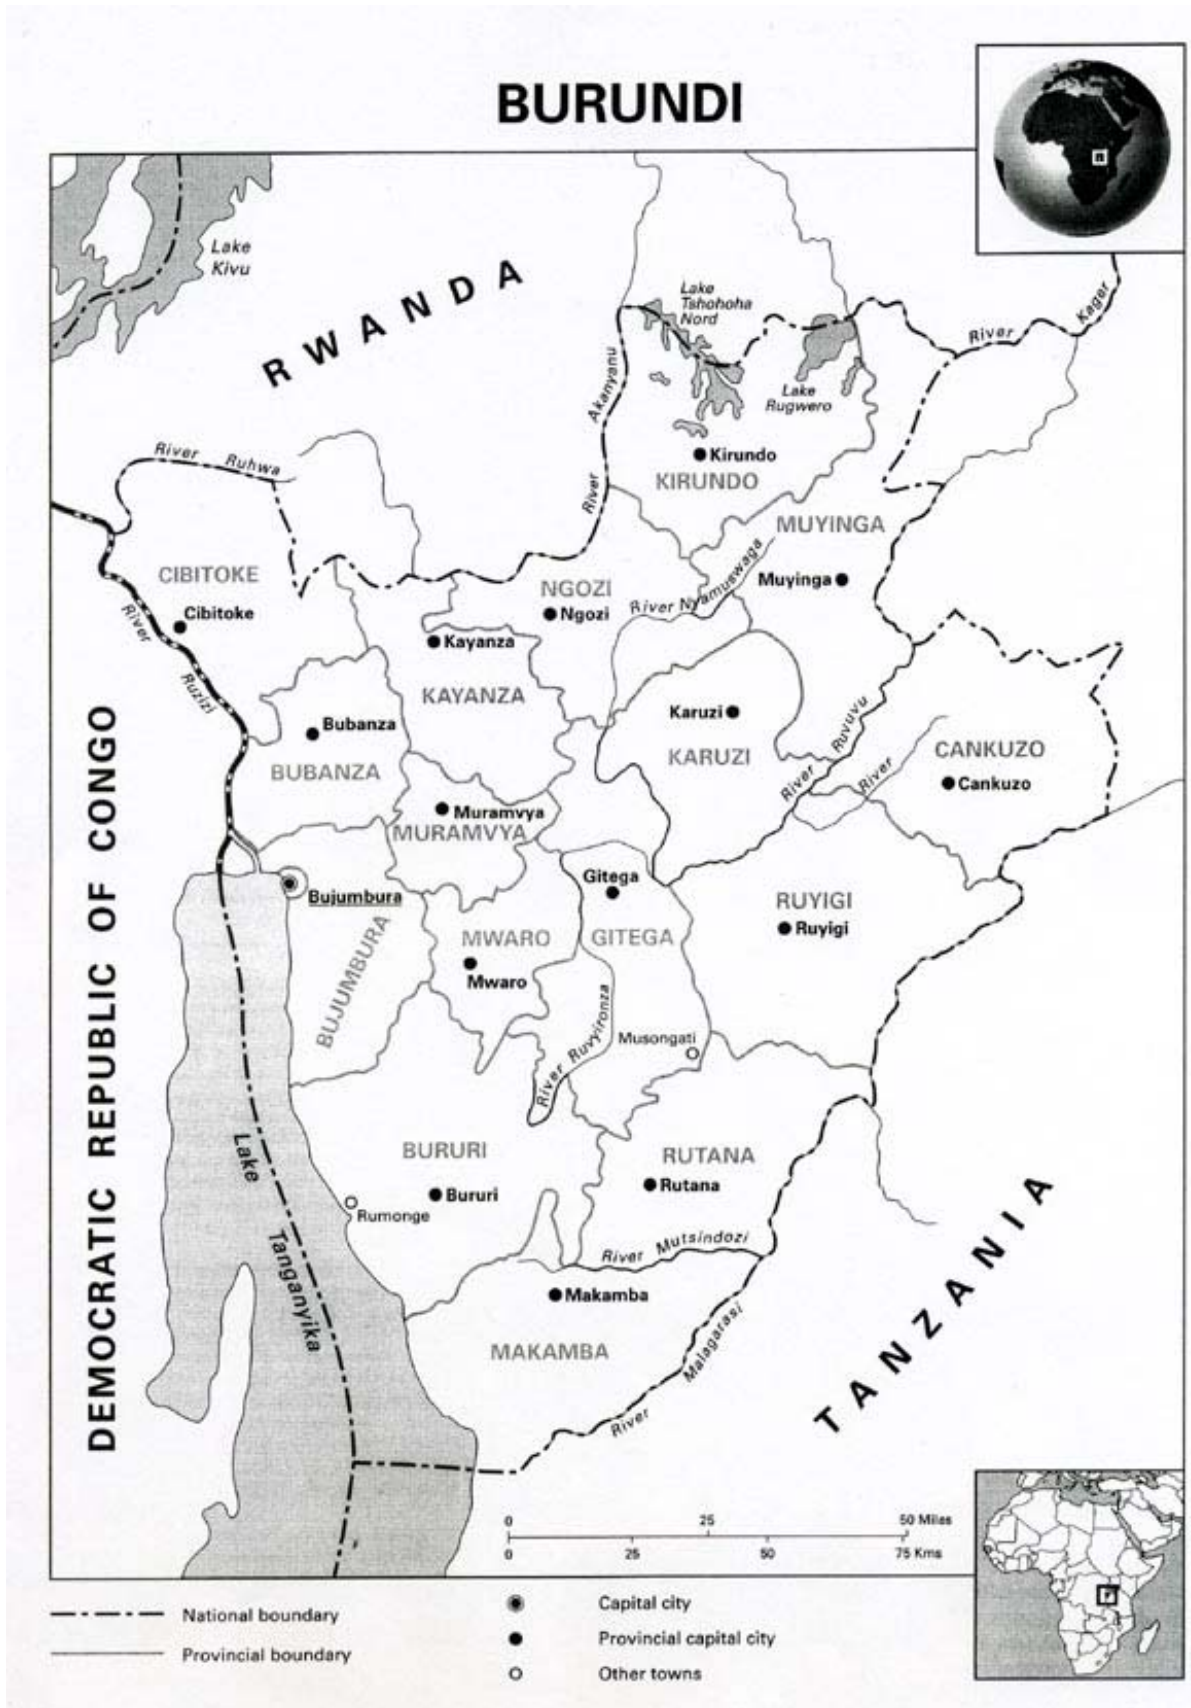 BURUNDI
Lake
Kivu
RWANDA
Lake
Tshohoha
Nord
River Kager
Lake
Rugwero
River Akanyanu
River Ruhwa
Kirundo
KIRUNDO
MUYINGA
Muyinga
River Nyamuswaga
CIBITOKE
Cibitoke
NGOZI
Ngozi
Kayanza
KAYANZA
River Ruzizi
Bubanza
BUBANZA
Karuzi
KARUZI
River Ruvuvu
River
CANKUZO
Cankuzo
Muramvya
MURAMVYA
Bujumbura
BUJUMBURA
Gitega
GITEGA
RUYIGI
Ruyigi
MWARO
Mwaro
River Ruvyironza
Musongati
DEMOCRATIC REPUBLIC OF CONGO
BURURI
Bururi
Rumonge
RUTANA
Rutana
River Mutsindozi
Lake Tanganyika
Makamba
MAKAMBA
River Malagarasi
TANZANIA
0 25 50 Miles
0 25 50 75 Kms
National boundary
Provincial boundary
Capital city
Provincial capital city
Other towns